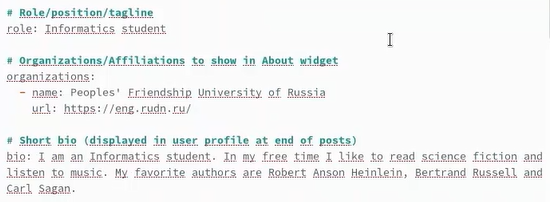 # Role/position/tagline
role: Informatics student
# Organizations/Affiliations to show in About widget
organizations:
- name: Peoples' Friendship University of Russia
url: https://eng.rudn.ru/
# Short bio (displayed in user profile at end of posts)
bio: I am an Informatics student. In my free time I like to read science fiction and
listen to music. My favorite authors are Robert Anson Heinlein, Bertrand Russell and
Carl Sagan.